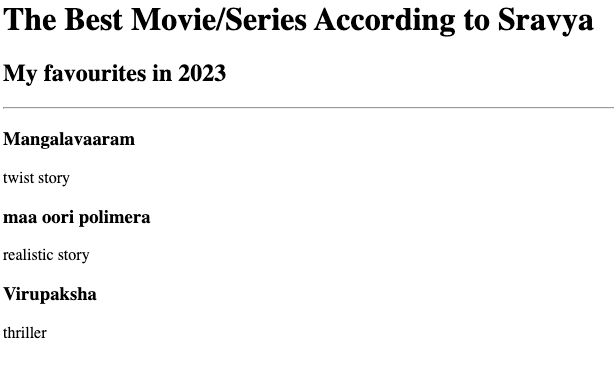 The Best Movie/Series According to Sravya
My favourites in 2023
Mangalavaaram
twist story
maa oori polimera
realistic story
Virupaksha
thriller